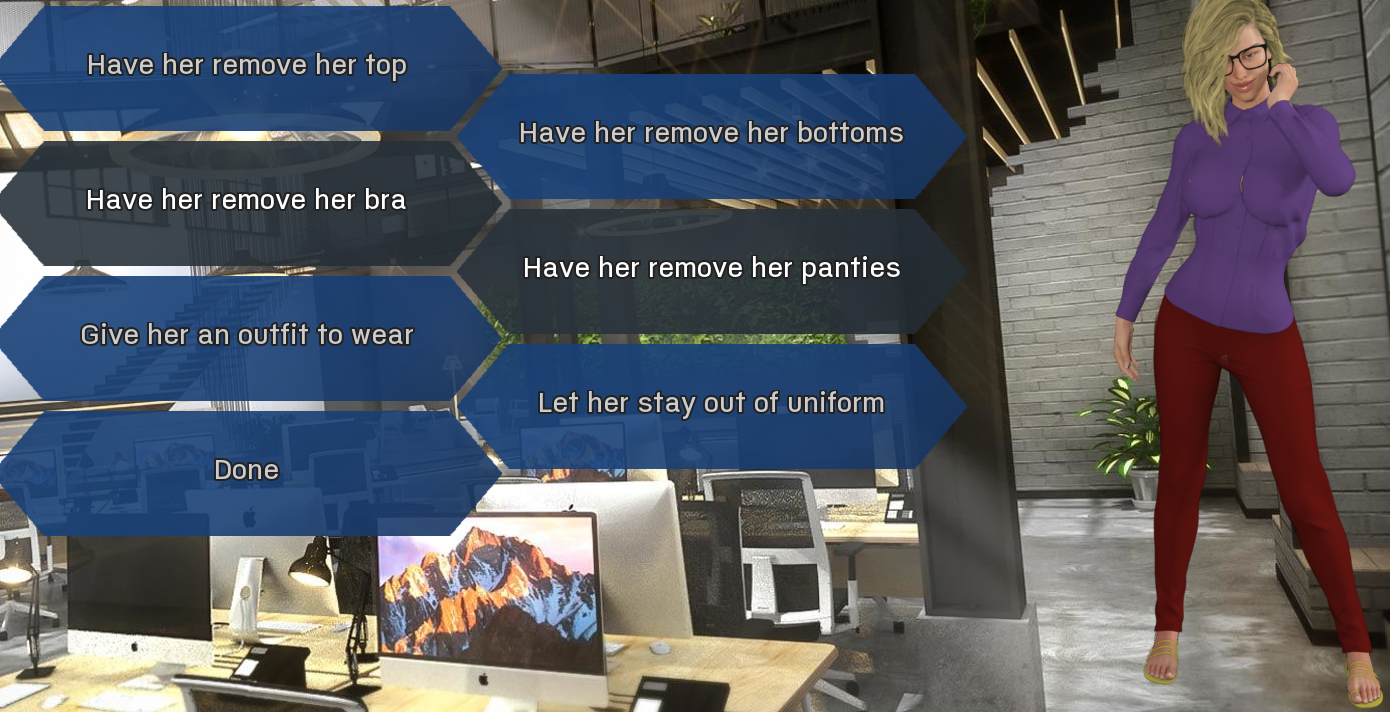 Have her remove her top
Have her remove her bottoms
Have her remove her bra
Have her remove her panties
Give her an outfit to wear
Let her stay out of uniform
Done